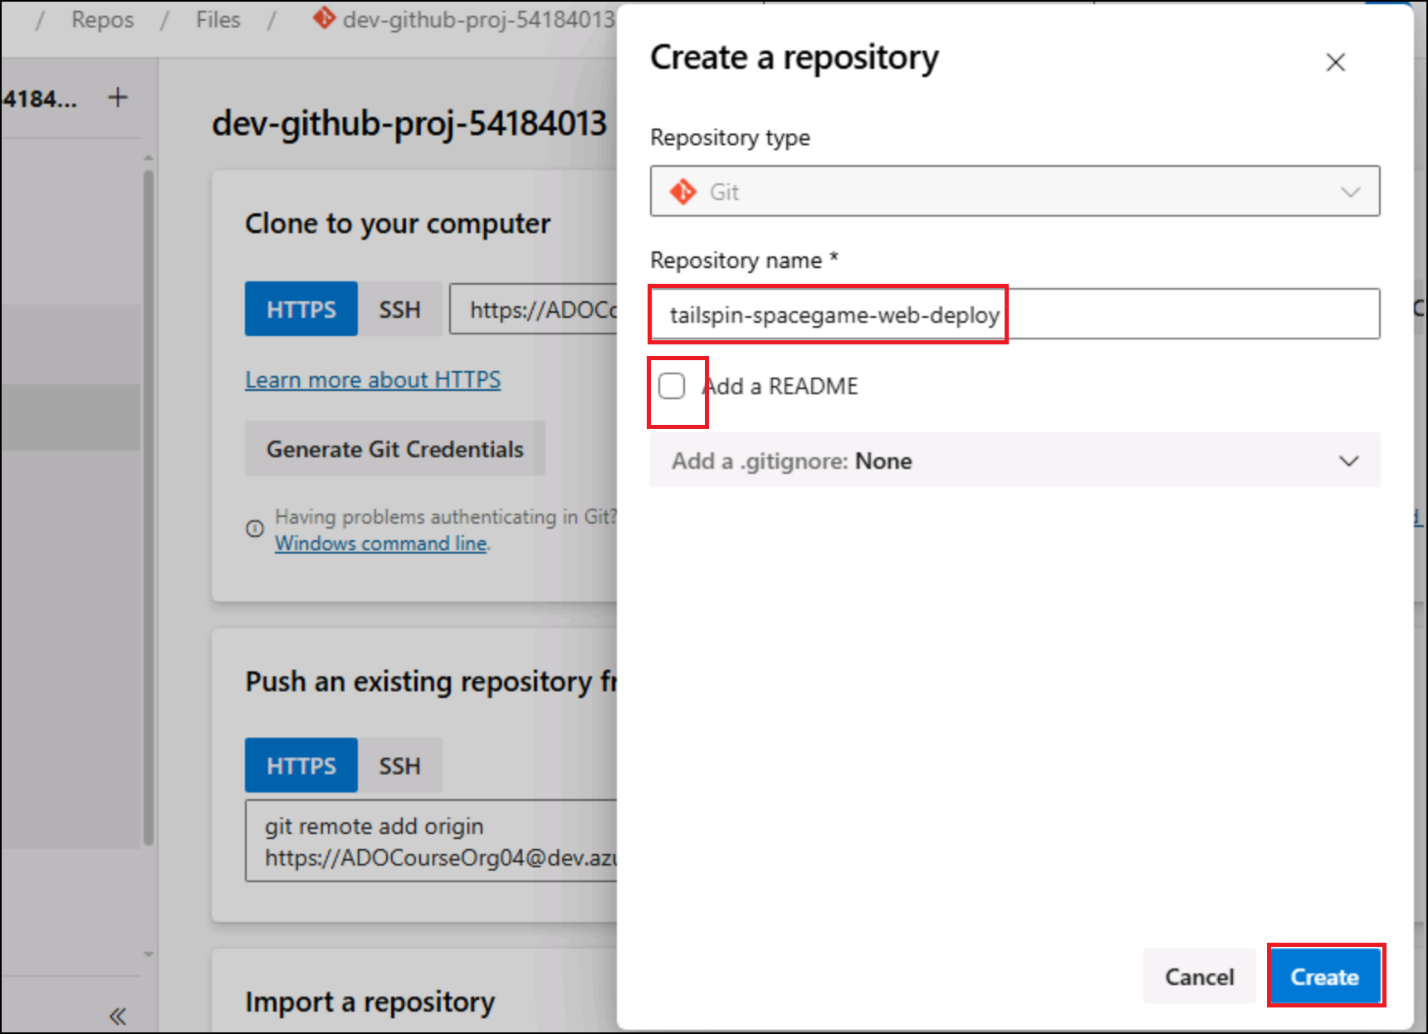 / Repos / Files / dev-github-proj-54184013
4184...
dev-github-proj-54184013
Clone to your computer
HTTPS SSH https://ADOCo
Learn more about HTTPS
Generate Git Credentials
Having problems authenticating in Git?
Windows command line.
Push an existing repository fr
HTTPS SSH
git remote add origin
https://ADOCourseOrg04@dev.azu
Import a repository
Create a repository
Repository type
Git
Repository name *
tailspin-spacegame-web-deploy
Add a README
Add a .gitignore: None
Cancel Create